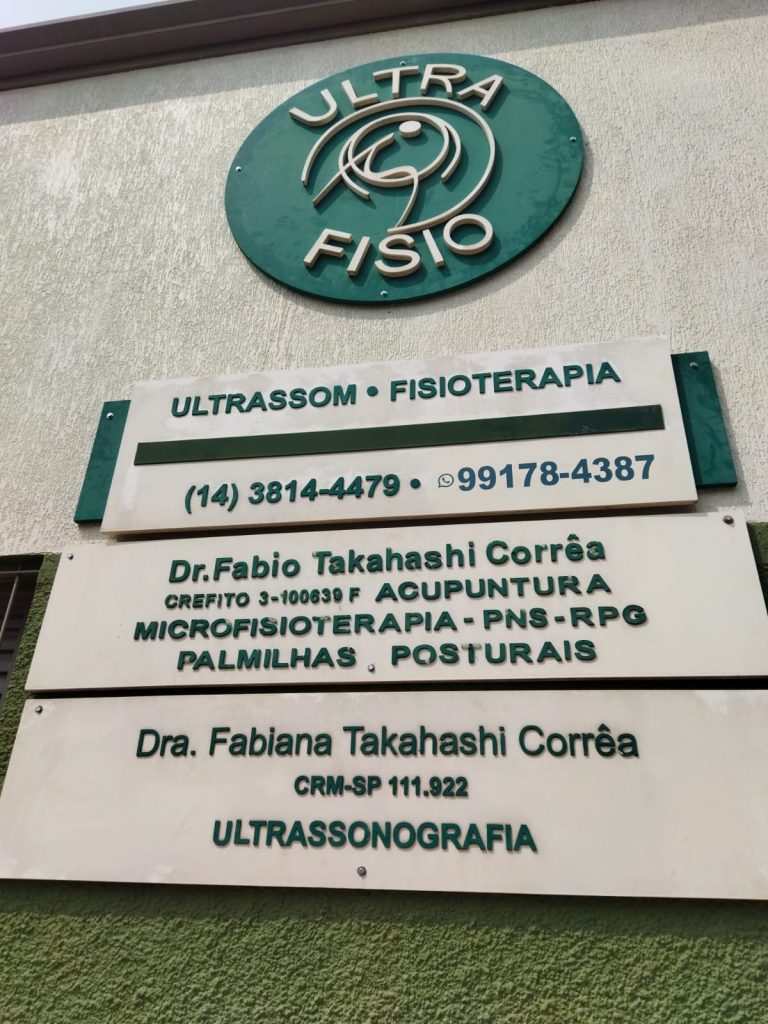 ULTRA
FISIO
ULTRASSOM • FISIOTERAPIA
(14) 3814-4479 • 99178-4387
Dr.Fabio Takahashi Corrêa
CREFITO 3-100639 F ACUPUNTURA
MICROFISIOTERAPIA - PNS - RPG
PALMILHAS POSTURAIS
Dra. Fabiana Takahashi Corrêa
CRM-SP 111.922
ULTRASSONOGRAFIA